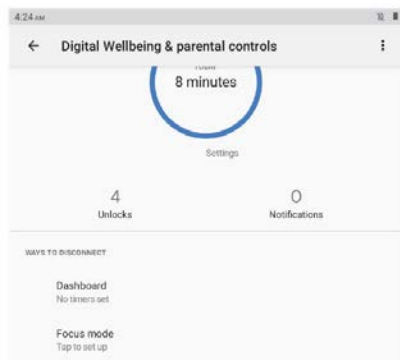 4:24 AM
Digital Wellbeing & parental controls
8 minutes
Settings
4
0
Unlocks
Notifications
WAYS TO DISCONNECT
Dashboard
No timers set
Focus mode
Tap to set up